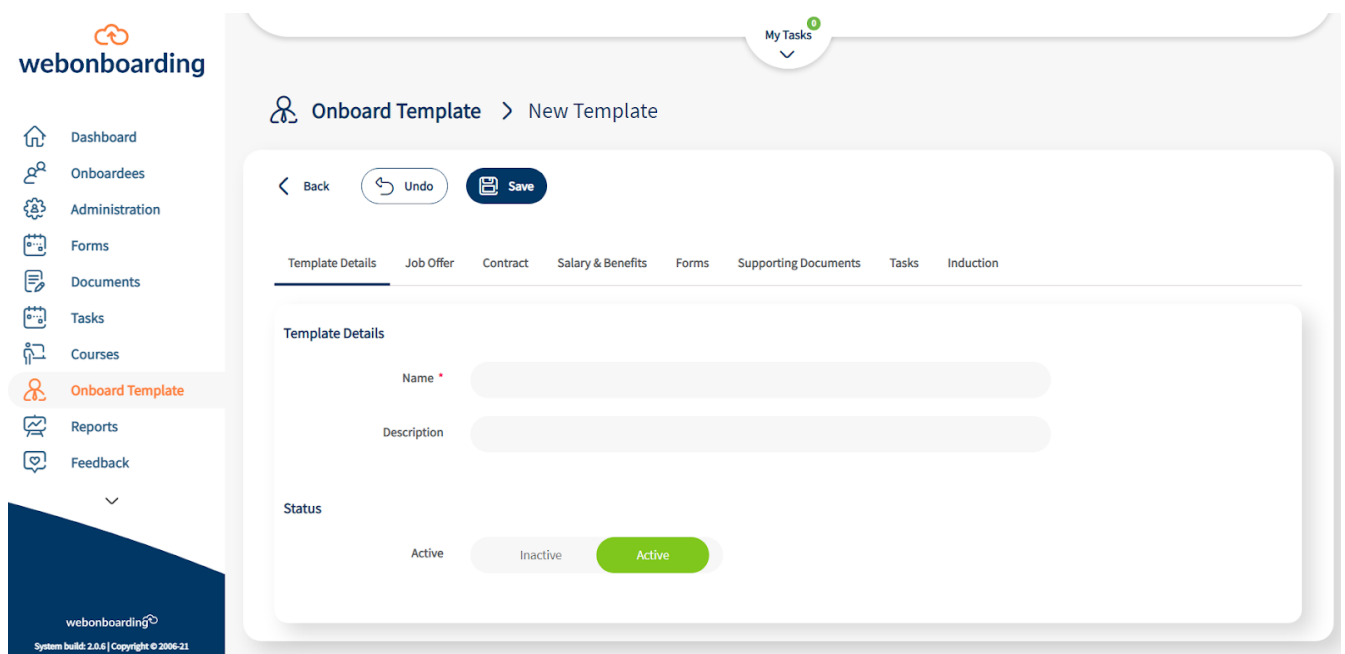 webonboarding
Dashboard
Onboardees
Administration
Forms
Documents
Tasks
Courses
Onboard Template
Reports
Feedback
webonboarding
System build: 2.0.6 | Copyright © 2006-21
0
My Tasks
Onboard Template > New Template
Back Undo Save
Template Details Job Offer Contract Salary & Benefits Forms Supporting Documents Tasks Induction
Template Details
Name *
Description
Status
Active Inactive Active